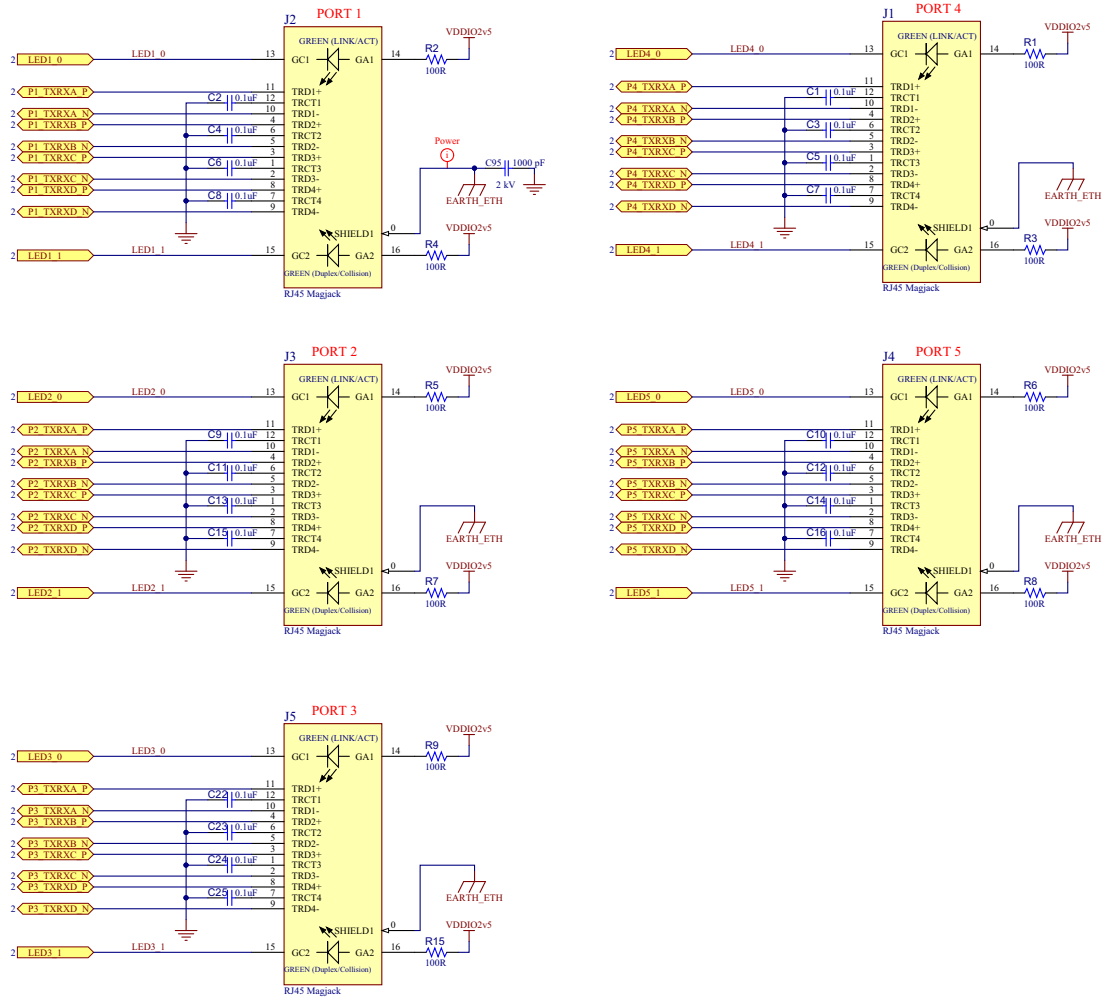 PORT 1
J2
GREEN (LINK/ACT)
2 LED1_0 LED1_0 13 GC1 GA1 14 R2 100R VDDIO2v5
2 P1_TXRXA_P 11 TRD1+
C2 0.1uF 12 TRCT1
2 P1_TXRXA_N 10 TRD1-
2 P1_TXRXB_P 4 TRD2+
C4 0.1uF 6 TRCT2
2 P1_TXRXB_N 5 TRD2-
2 P1_TXRXC_P 3 TRD3+
C6 0.1uF 1 TRCT3
2 P1_TXRXC_N 2 TRD3-
2 P1_TXRXD_P 8 TRD4+
C8 0.1uF 7 TRCT4
2 P1_TXRXD_N 9 TRD4-
Power
i
C95 1000 pF
2 kV
EARTH_ETH
SHIELD1 0
2 LED1_1 LED1_1 15 GC2 GA2 16 R4 100R VDDIO2v5
GREEN (Duplex/Collision)
RJ45 Magjack
PORT 4
J1
GREEN (LINK/ACT)
2 LED4_0 LED4_0 13 GC1 GA1 14 R1 100R VDDIO2v5
2 P4_TXRXA_P 11 TRD1+
C1 0.1uF 12 TRCT1
2 P4_TXRXA_N 10 TRD1-
2 P4_TXRXB_P 4 TRD2+
C3 0.1uF 6 TRCT2
2 P4_TXRXB_N 5 TRD2-
2 P4_TXRXC_P 3 TRD3+
C5 0.1uF 1 TRCT3
2 P4_TXRXC_N 2 TRD3-
2 P4_TXRXD_P 8 TRD4+
C7 0.1uF 7 TRCT4
2 P4_TXRXD_N 9 TRD4-
EARTH_ETH
SHIELD1 0
2 LED4_1 LED4_1 15 GC2 GA2 16 R3 100R VDDIO2v5
GREEN (Duplex/Collision)
RJ45 Magjack
PORT 2
J3
GREEN (LINK/ACT)
2 LED2_0 LED2_0 13 GC1 GA1 14 R5 100R VDDIO2v5
2 P2_TXRXA_P 11 TRD1+
C9 0.1uF 12 TRCT1
2 P2_TXRXA_N 10 TRD1-
2 P2_TXRXB_P 4 TRD2+
C11 0.1uF 6 TRCT2
2 P2_TXRXB_N 5 TRD2-
2 P2_TXRXC_P 3 TRD3+
C13 0.1uF 1 TRCT3
2 P2_TXRXC_N 2 TRD3-
2 P2_TXRXD_P 8 TRD4+
C15 0.1uF 7 TRCT4
2 P2_TXRXD_N 9 TRD4-
EARTH_ETH
SHIELD1 0
2 LED2_1 LED2_1 15 GC2 GA2 16 R7 100R VDDIO2v5
GREEN (Duplex/Collision)
RJ45 Magjack
PORT 5
J4
GREEN (LINK/ACT)
2 LED5_0 LED5_0 13 GC1 GA1 14 R6 100R VDDIO2v5
2 P5_TXRXA_P 11 TRD1+
C10 0.1uF 12 TRCT1
2 P5_TXRXA_N 10 TRD1-
2 P5_TXRXB_P 4 TRD2+
C12 0.1uF 6 TRCT2
2 P5_TXRXB_N 5 TRD2-
2 P5_TXRXC_P 3 TRD3+
C14 0.1uF 1 TRCT3
2 P5_TXRXC_N 2 TRD3-
2 P5_TXRXD_P 8 TRD4+
C16 0.1uF 7 TRCT4
2 P5_TXRXD_N 9 TRD4-
EARTH_ETH
SHIELD1 0
2 LED5_1 LED5_1 15 GC2 GA2 16 R8 100R VDDIO2v5
GREEN (Duplex/Collision)
RJ45 Magjack
PORT 3
J5
GREEN (LINK/ACT)
2 LED3_0 LED3_0 13 GC1 GA1 14 R9 100R VDDIO2v5
2 P3_TXRXA_P 11 TRD1+
C22 0.1uF 12 TRCT1
2 P3_TXRXA_N 10 TRD1-
2 P3_TXRXB_P 4 TRD2+
C23 0.1uF 6 TRCT2
2 P3_TXRXB_N 5 TRD2-
2 P3_TXRXC_P 3 TRD3+
C24 0.1uF 1 TRCT3
2 P3_TXRXC_N 2 TRD3-
2 P3_TXRXD_P 8 TRD4+
C25 0.1uF 7 TRCT4
2 P3_TXRXD_N 9 TRD4-
EARTH_ETH
SHIELD1 0
2 LED3_1 LED3_1 15 GC2 GA2 16 R15 100R VDDIO2v5
GREEN (Duplex/Collision)
RJ45 Magjack